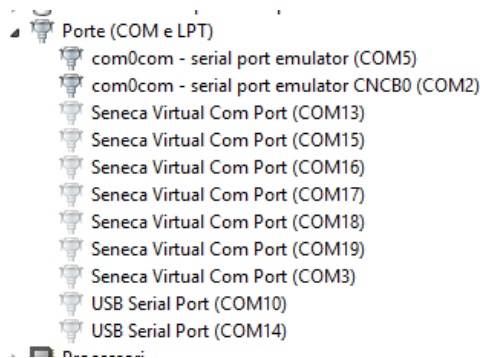 Porte (COM e LPT)
com0com - serial port emulator (COM5)
com0com - serial port emulator CNCB0 (COM2)
Seneca Virtual Com Port (COM13)
Seneca Virtual Com Port (COM15)
Seneca Virtual Com Port (COM16)
Seneca Virtual Com Port (COM17)
Seneca Virtual Com Port (COM18)
Seneca Virtual Com Port (COM19)
Seneca Virtual Com Port (COM3)
USB Serial Port (COM10)
USB Serial Port (COM14)